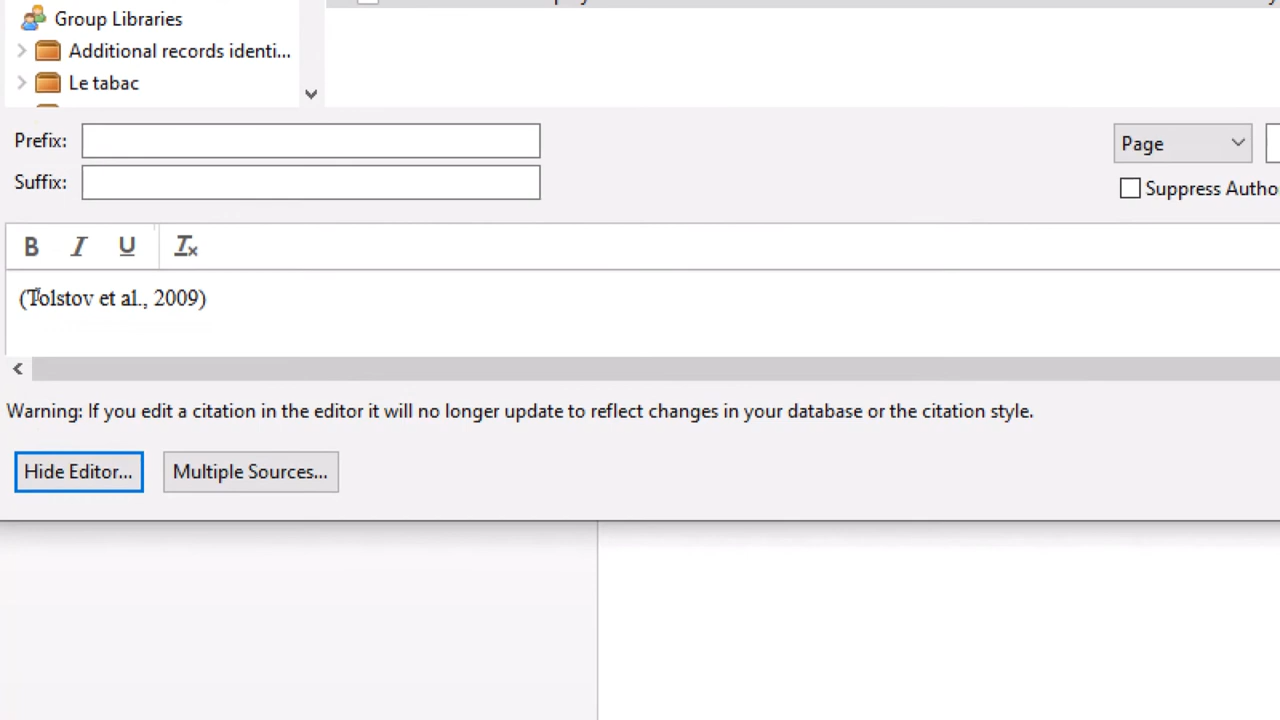 Group Libraries
Additional records identi...
Le tabac
Prefix:
Page
Suffix:
Suppress Autho
B I U Tx
(Tolstov et al., 2009)
Warning: If you edit a citation in the editor it will no longer update to reflect changes in your database or the citation style.
Hide Editor... Multiple Sources...